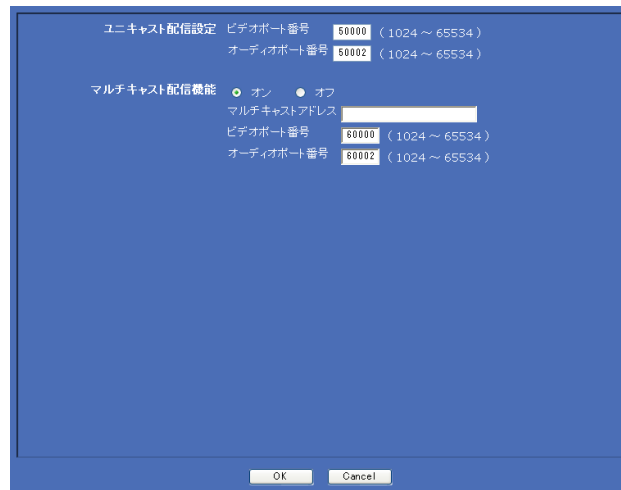 ユニキャスト配信設定 ビデオポート番号 50000 (1024 ~ 65534)
オーディオポート番号 50002 (1024 ~ 65534)
マルチキャスト配信機能 オン オフ
マルチキャストアドレス
ビデオポート番号 60000 (1024 ~ 65534)
オーディオポート番号 60002 (1024 ~ 65534)
OK Cancel